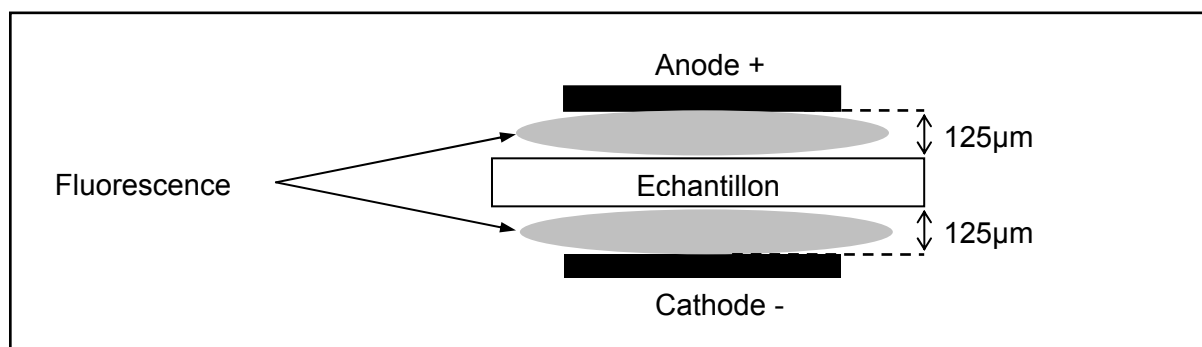 Anode +
125µm
Fluorescence
Echantillon
125µm
Cathode -